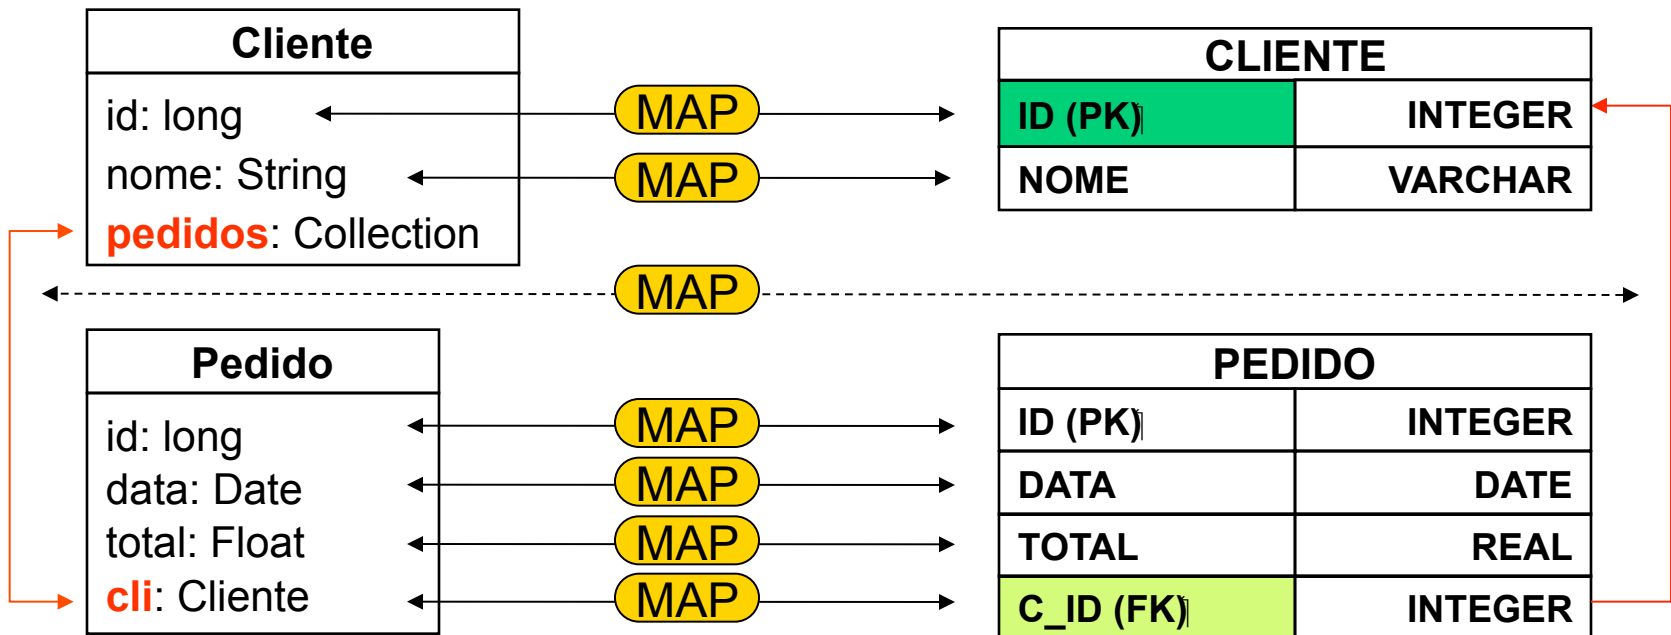 Cliente
id: long
nome: String
pedidos: Collection
MAP
MAP
CLIENTE
ID (PK) INTEGER
NOME VARCHAR
MAP
Pedido
id: long
data: Date
total: Float
cli: Cliente
MAP
MAP
MAP
MAP
PEDIDO
ID (PK) INTEGER
DATA DATE
TOTAL REAL
C_ID (FK) INTEGER